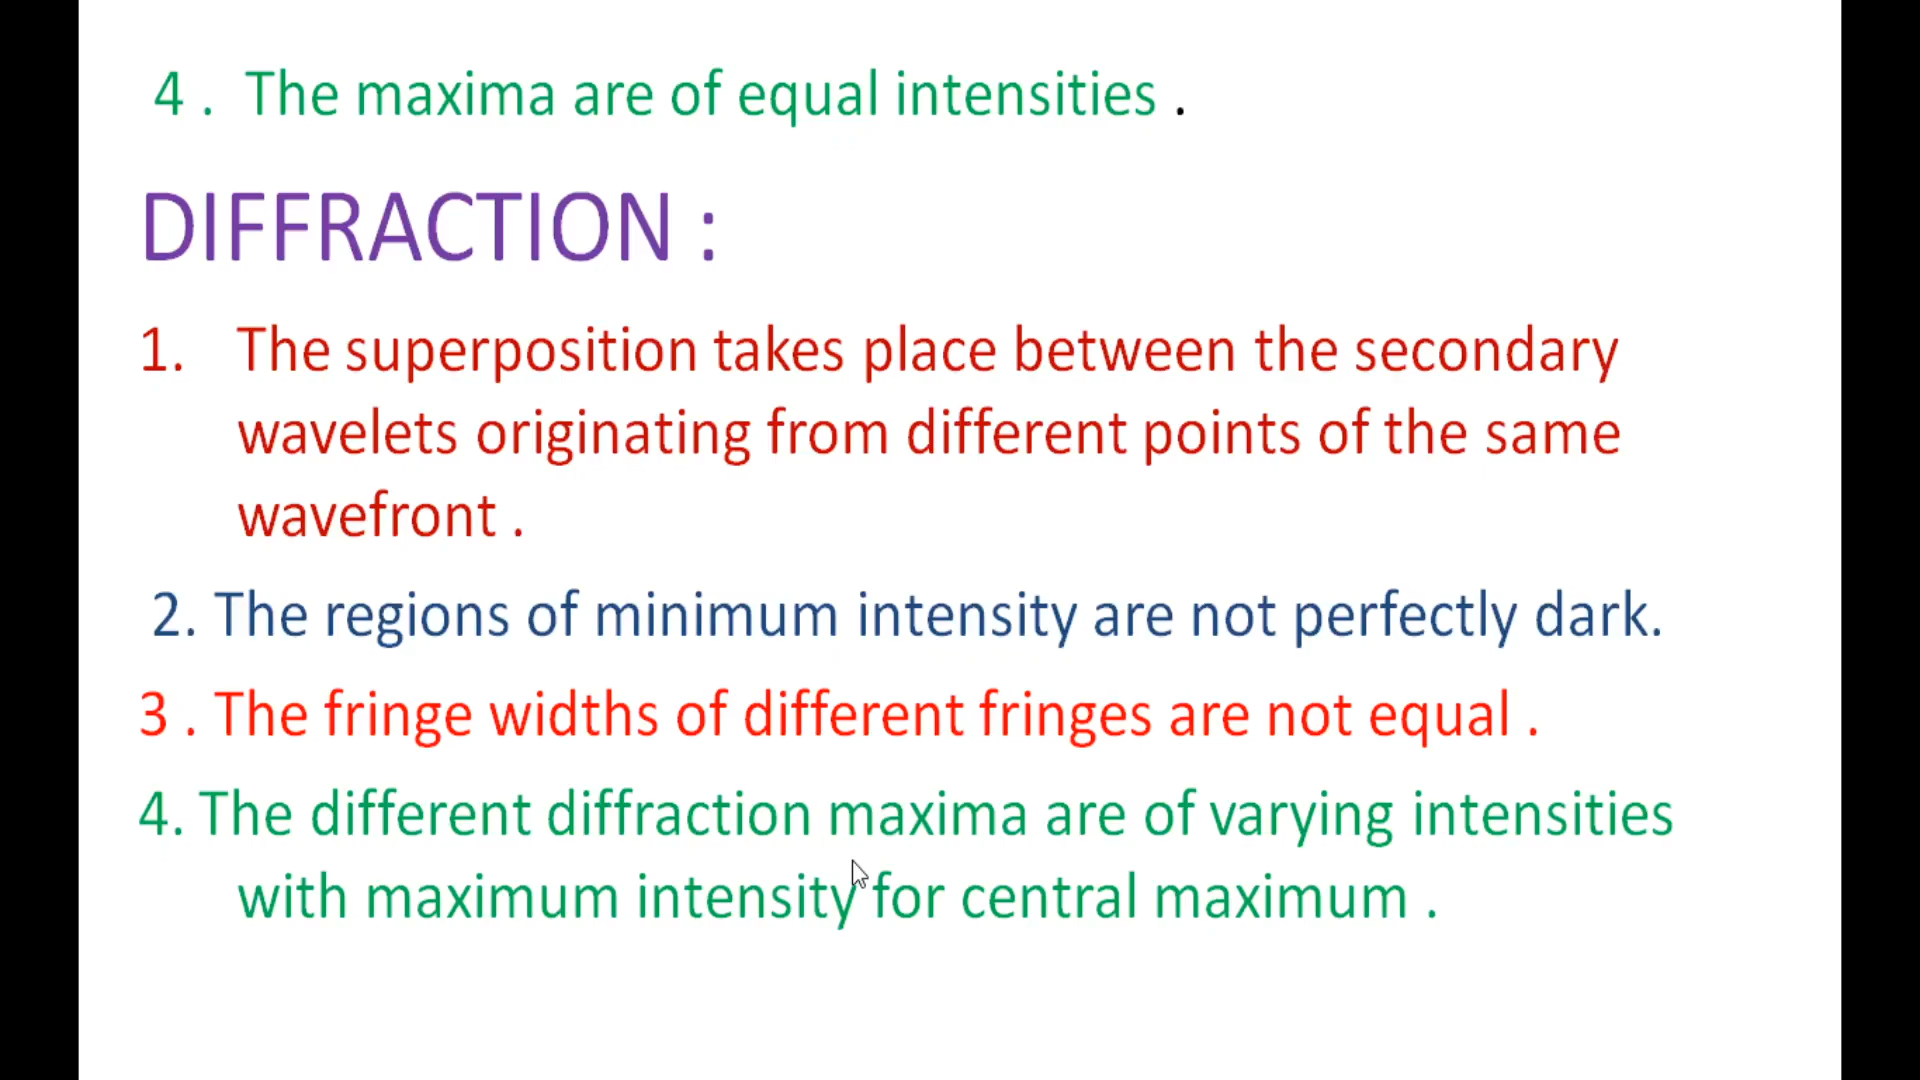 4 . The maxima are of equal intensities .
DIFFRACTION :
1. The superposition takes place between the secondary
wavelets originating from different points of the same
wavefront .
2. The regions of minimum intensity are not perfectly dark.
3 . The fringe widths of different fringes are not equal .
4. The different diffraction maxima are of varying intensities
with maximum intensity for central maximum .